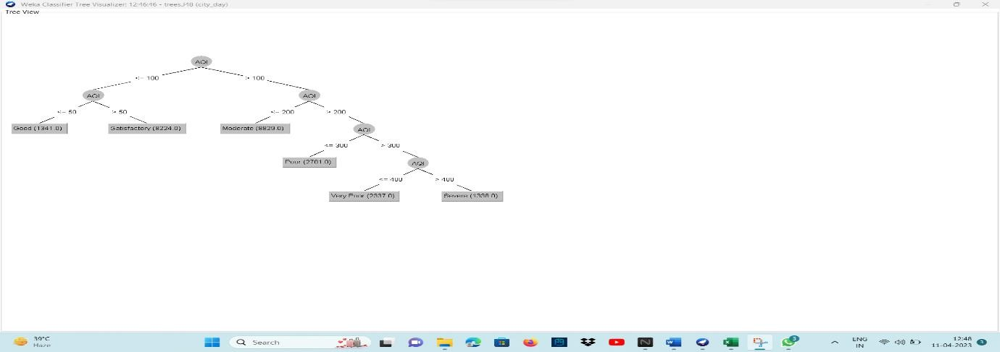 Weka Classifier Tree Visualizer: 12:46:46 - trees.J48 (city_day)
Tree View
AQI
<= 100
> 100
AQI
AQI
<= 50
> 50
<= 200
> 200
Good (1341.0)
Satisfactory (8224.0)
Moderate (8829.0)
AQI
<= 300
> 300
Poor (2781.0)
AQI
<= 400
> 400
Very Poor (2337.0)
Severe (1338.0)
39°C
Haze
Search
3
ENG
IN
12:48
11-04-2023
3